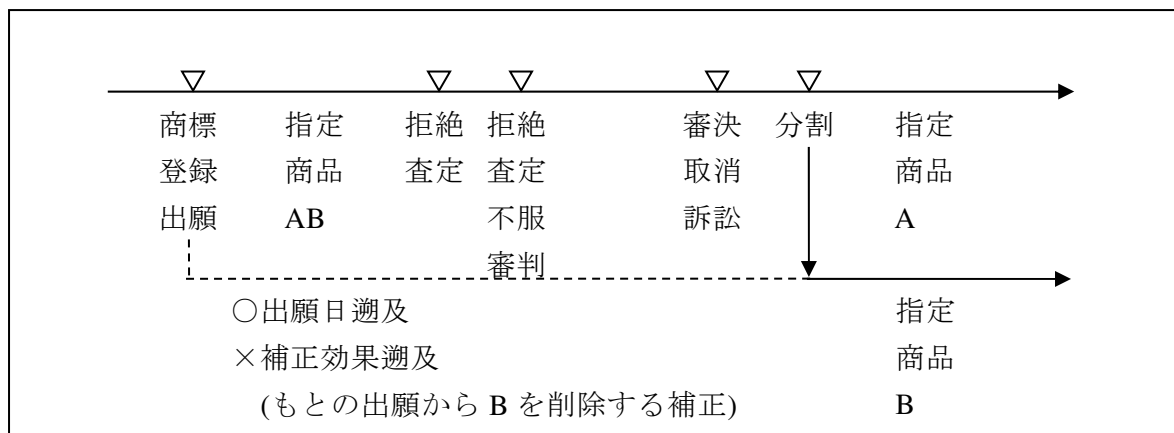 商標 指定 拒絶 拒絶 審決 分割 指定
登録 商品 査定 査定 取消 商品
出願 AB 不服 訴訟 A
審判
○出願日遡及 指定
×補正効果遡及 商品
(もとの出願から B を削除する補正) B